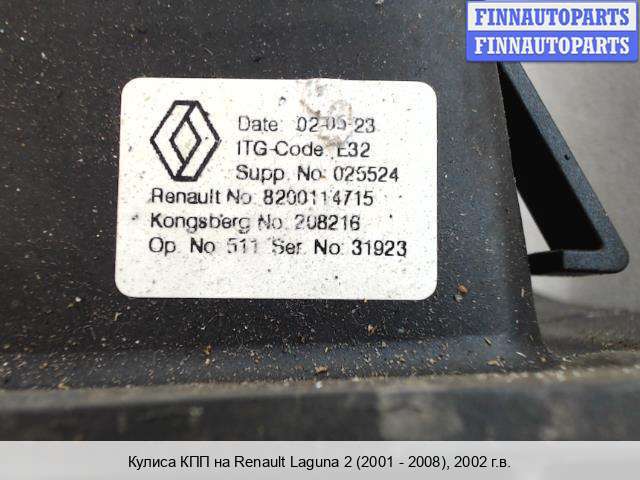 FINNAUTOPARTS
FINNAUTOPARTS
Date: 02-09-23
ITG-Code: E32
Supp. No: 025524
Renault No: 8200114715
Kongsberg No: 208216
Op. No: 511 Ser. No: 31923
Кулиса КПП на Renault Laguna 2 (2001 - 2008), 2002 г.в.